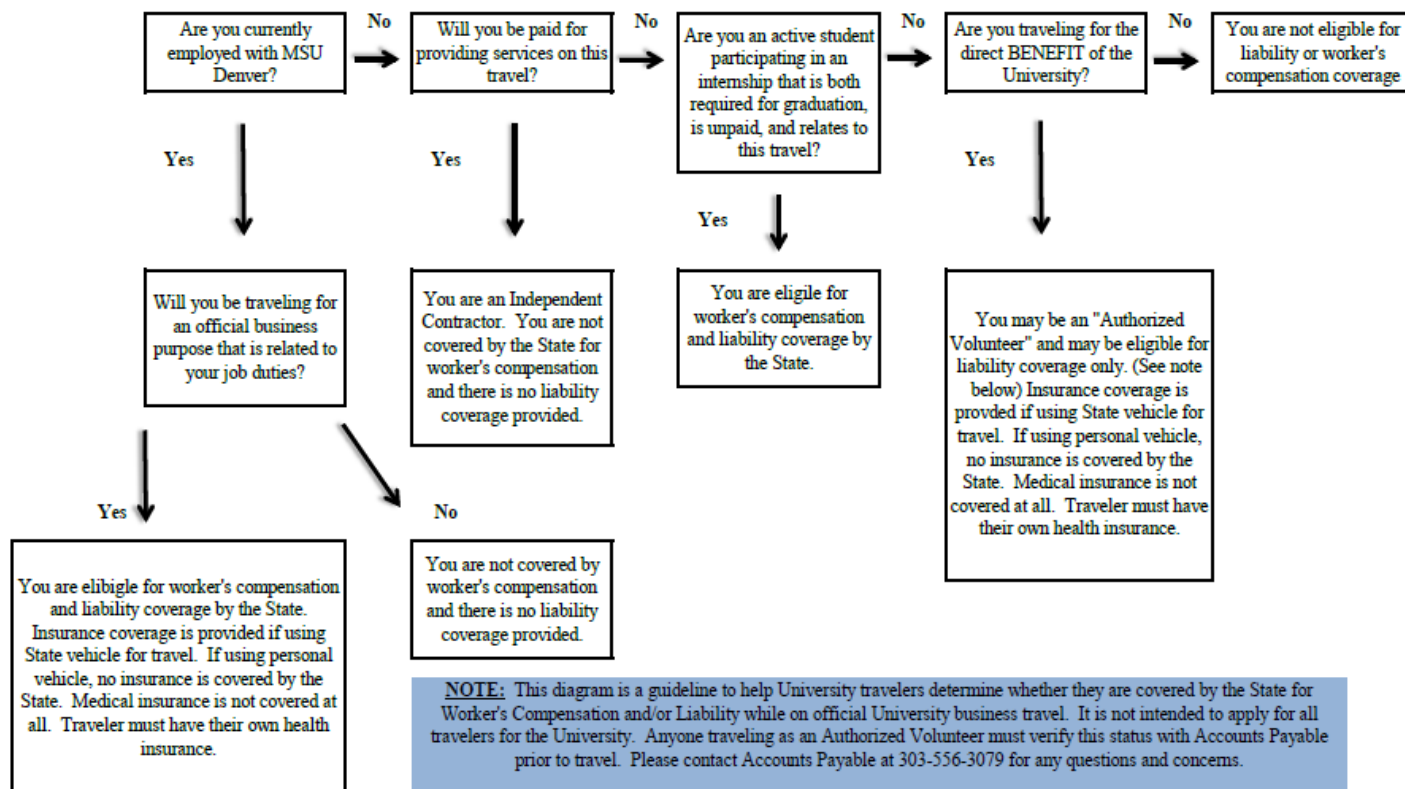 Are you currently
employed with MSU
Denver?
No
Will you be paid for
providing services on this
travel?
No
Are you an active student
participating in an
internship that is both
required for graduation,
is unpaid, and relates to
this travel?
No
Are you traveling for the
direct BENEFIT of the
University?
No
You are not eligible for
liability or worker's
compensation coverage
Yes
Yes
Yes
Yes
Will you be traveling for
an official business
purpose that is related to
your job duties?
You are an Independent
Contractor. You are not
covered by the State for
worker's compensation
and there is no liability
coverage provided.
You are eligile for
worker's compensation
and liability coverage by
the State.
You may be an "Authorized
Volunteer" and may be eligible for
liability coverage only. (See note
below) Insurance coverage is
provded if using State vehicle for
travel. If using personal vehicle,
no insurance is covered by the
State. Medical insurance is not
covered at all. Traveler must have
their own health insurance.
Yes
No
You are elibigle for worker's compensation
and liability coverage by the State.
Insurance coverage is provided if using
State vehicle for travel. If using personal
vehicle, no insurance is covered by the
State. Medical insurance is not covered at
all. Traveler must have their own health
insurance.
You are not covered by
worker's compensation
and there is no liability
coverage provided.
NOTE: This diagram is a guideline to help University travelers determine whether they are covered by the State for
Worker's Compensation and/or Liability while on official University business travel. It is not intended to apply for all
travelers for the University. Anyone traveling as an Authorized Volunteer must verify this status with Accounts Payable
prior to travel. Please contact Accounts Payable at 303-556-3079 for any questions and concerns.